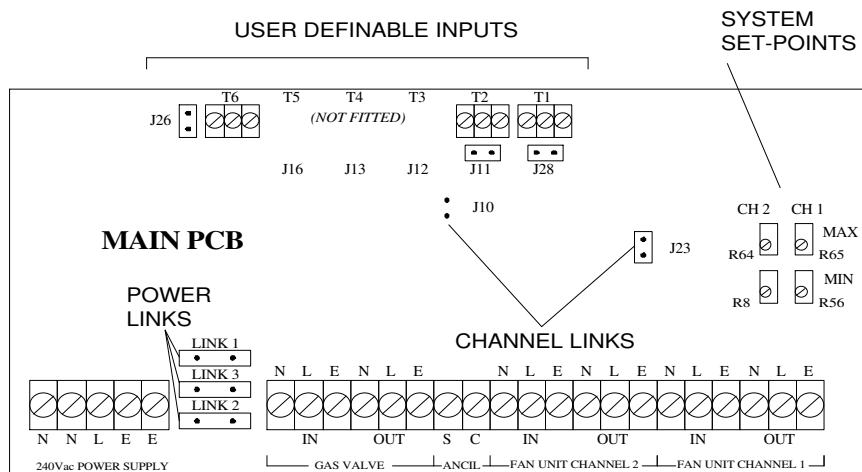 USER DEFINABLE INPUTS
SYSTEM
SET-POINTS
T6 T5 T4 T3 T2 T1
(NOT FITTED)
J26
J16 J13 J12 J11 J28
J10
J23
CH 2 CH 1
MAX
R64 R65
MIN
R8 R56
MAIN PCB
POWER
LINKS
CHANNEL LINKS
LINK 1
LINK 3
LINK 2
N L E N L E N L E N L E N L E N L E
N N L E E IN OUT S C IN OUT IN OUT
240Vac POWER SUPPLY GAS VALVE ANCIL FAN UNIT CHANNEL 2 FAN UNIT CHANNEL 1